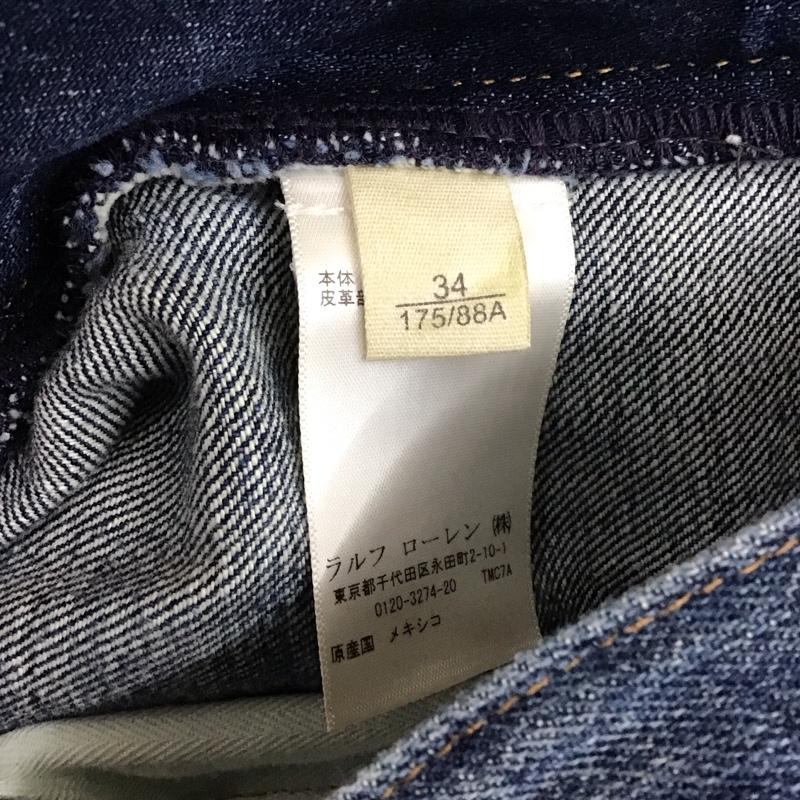 本体
皮革部
34
175/88A
ラルフ ローレン (株)
東京都千代田区永田町2-10-1
0120-3274-20 TMC7A
原産国 メキシコ